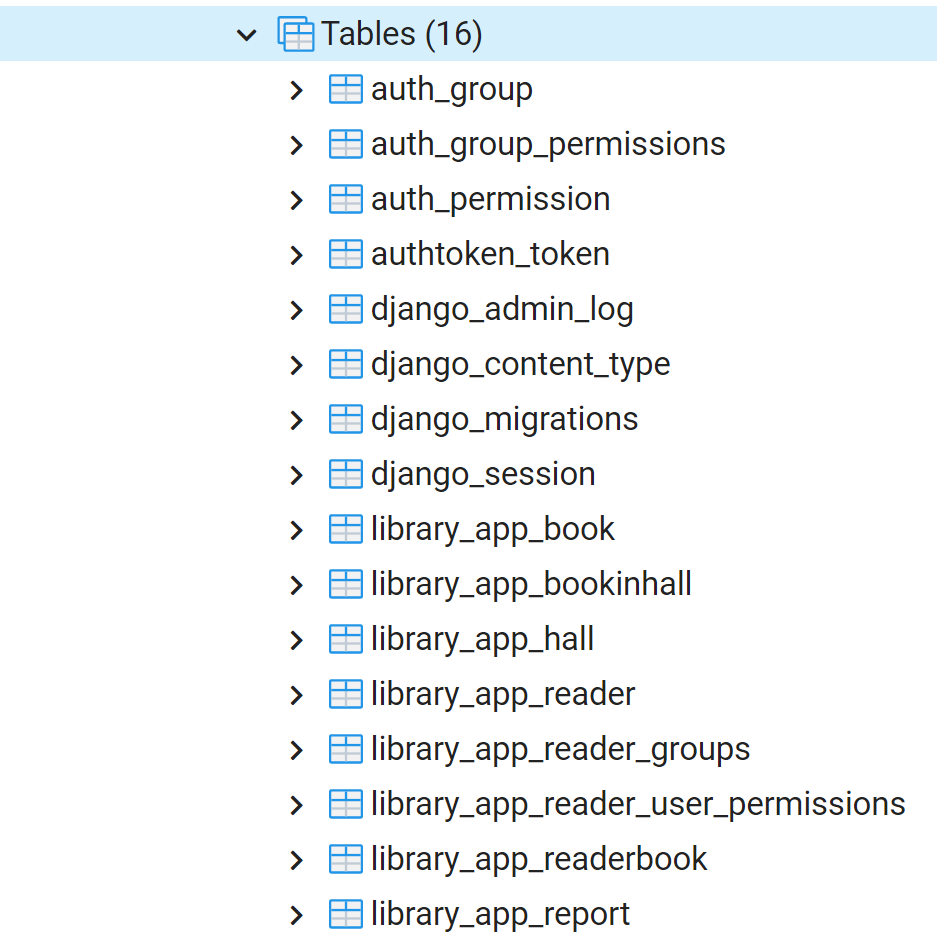 Tables (16)
auth_group
auth_group_permissions
auth_permission
authtoken_token
django_admin_log
django_content_type
django_migrations
django_session
library_app_book
library_app_bookinhall
library_app_hall
library_app_reader
library_app_reader_groups
library_app_reader_user_permissions
library_app_readerbook
library_app_report